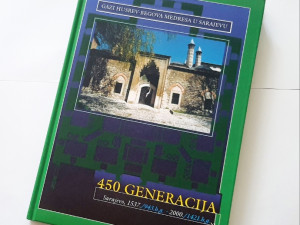 GAZI HUSREV-BEGOVA MEDRESA U SARAJEVU
450 GENERACIJA
Sarajevo, 1537./943.h.g. - 2000./1421.h.g.